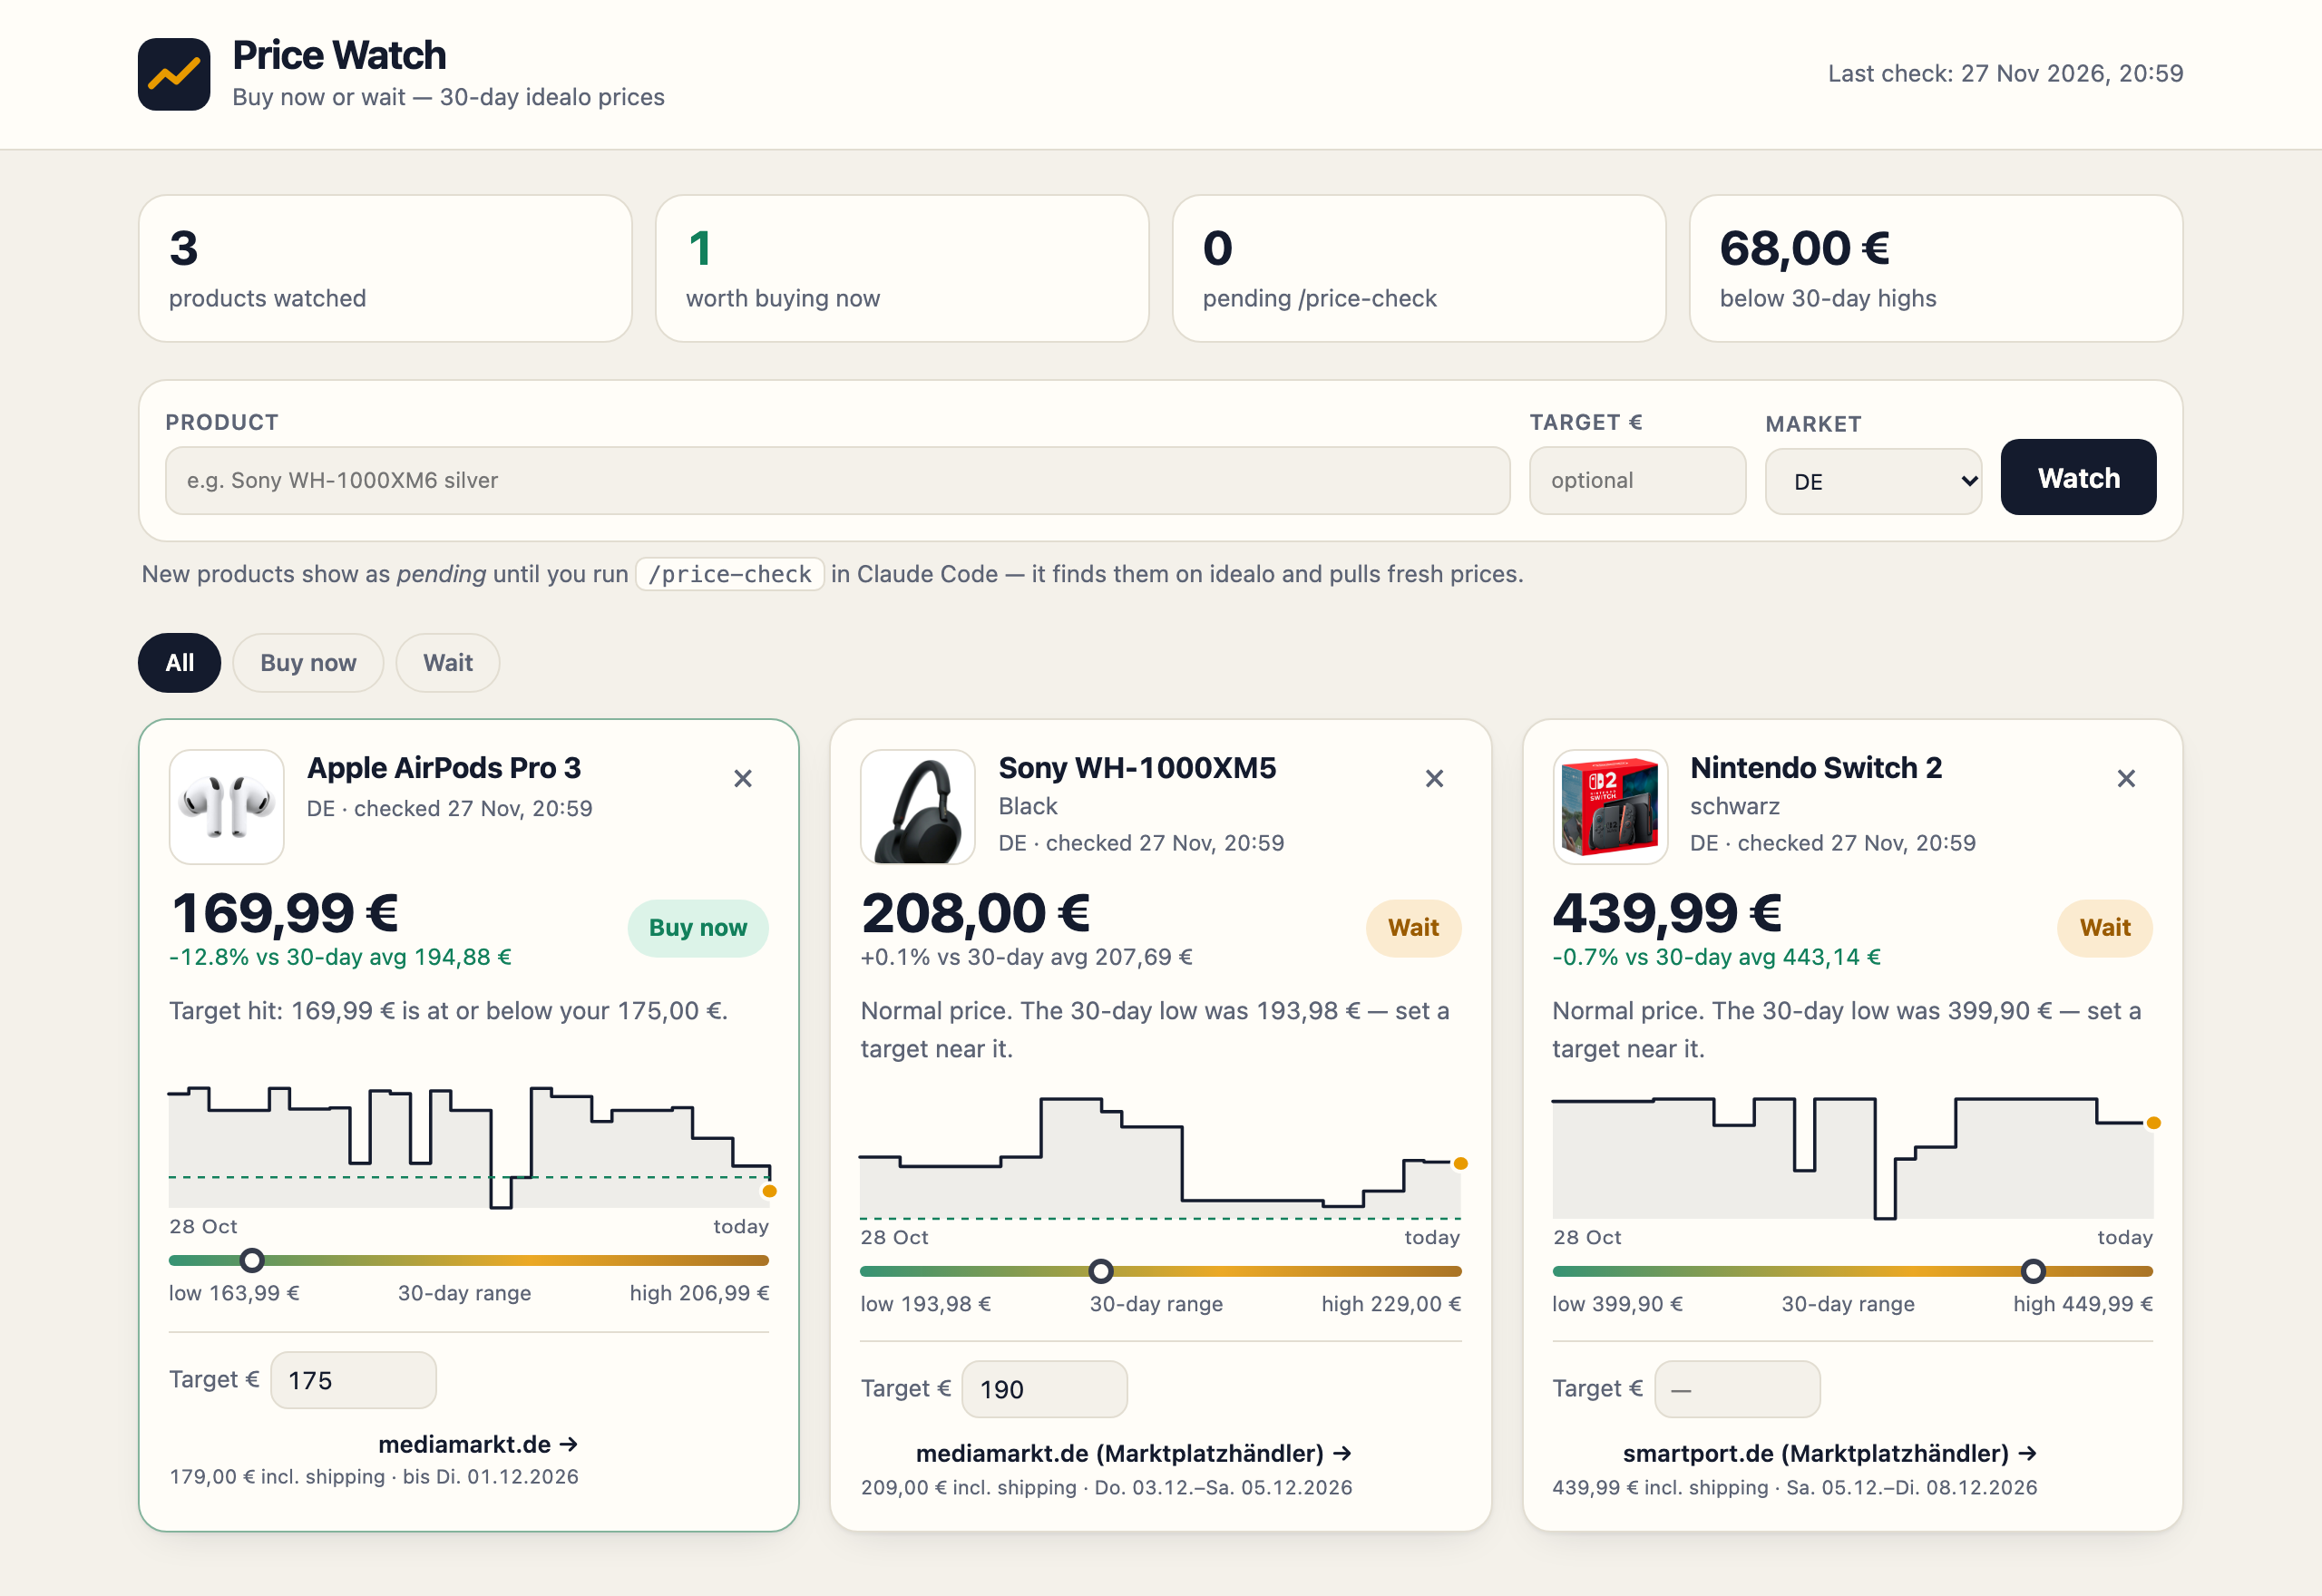 Price Watch
Buy now or wait — 30-day idealo prices
Last check: 27 Nov 2026, 20:59
3
products watched
1
worth buying now
0
pending /price-check
68,00 €
below 30-day highs
PRODUCT
e.g. Sony WH-1000XM6 silver
TARGET €
optional
MARKET
DE
Watch
New products show as pending until you run /price-check in Claude Code — it finds them on idealo and pulls fresh prices.
All
Buy now
Wait
Apple AirPods Pro 3
DE · checked 27 Nov, 20:59
×
169,99 €
-12.8% vs 30-day avg 194,88 €
Buy now
Target hit: 169,99 € is at or below your 175,00 €.
28 Oct
today
low 163,99 €
30-day range
high 206,99 €
Target €
175
mediamarkt.de →
179,00 € incl. shipping · bis Di. 01.12.2026
Sony WH-1000XM5
Black
DE · checked 27 Nov, 20:59
×
208,00 €
+0.1% vs 30-day avg 207,69 €
Wait
Normal price. The 30-day low was 193,98 € — set a
target near it.
28 Oct
today
low 193,98 €
30-day range
high 229,00 €
Target €
190
mediamarkt.de (Marktplatzhändler) →
209,00 € incl. shipping · Do. 03.12.–Sa. 05.12.2026
2
NINTENDO
SWITCH
Nintendo Switch 2
schwarz
DE · checked 27 Nov, 20:59
×
439,99 €
-0.7% vs 30-day avg 443,14 €
Wait
Normal price. The 30-day low was 399,90 € — set a
target near it.
28 Oct
today
low 399,90 €
30-day range
high 449,99 €
Target €
—
smartport.de (Marktplatzhändler) →
439,99 € incl. shipping · Sa. 05.12.–Di. 08.12.2026